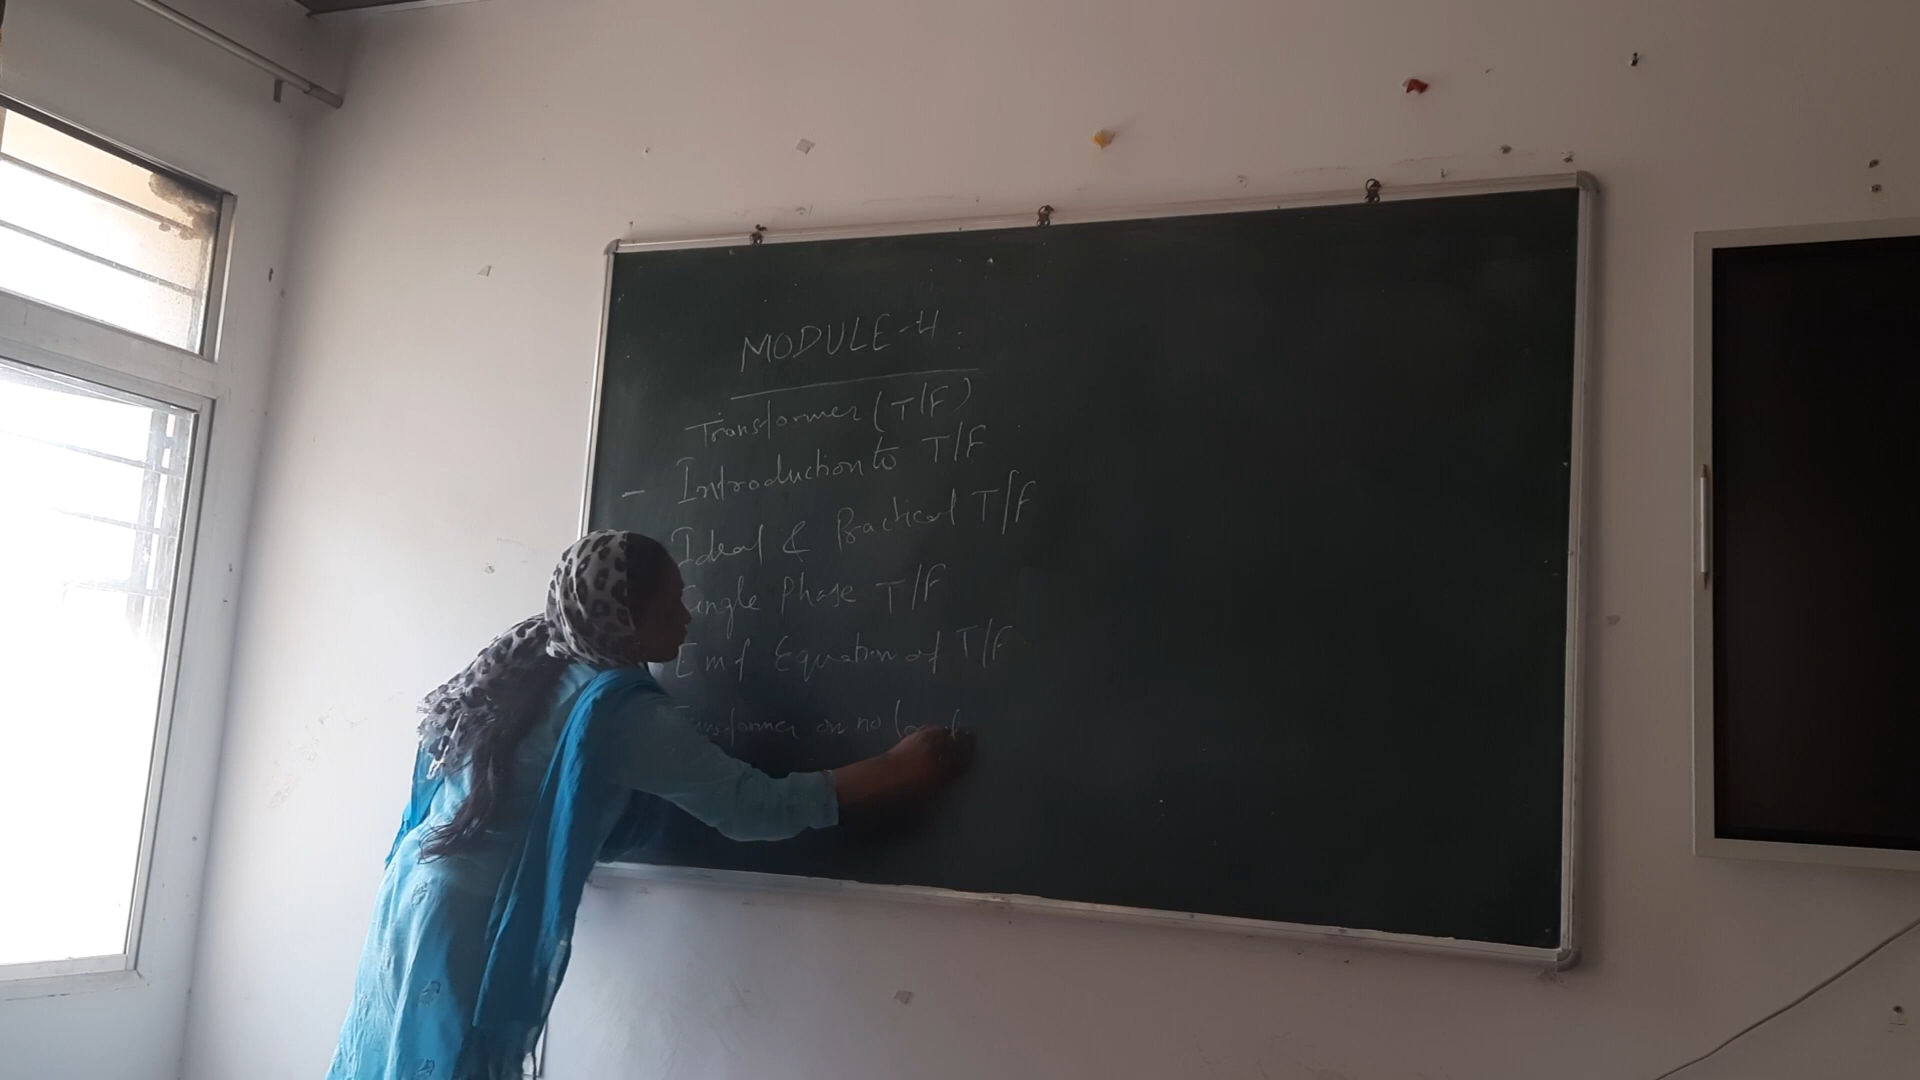 MODULE-4.
Transformer (T/F)
- Introduction to T/F
Ideal & Practical T/F
Single Phase T/F
Emf Equation of T/F
Transformer on no load